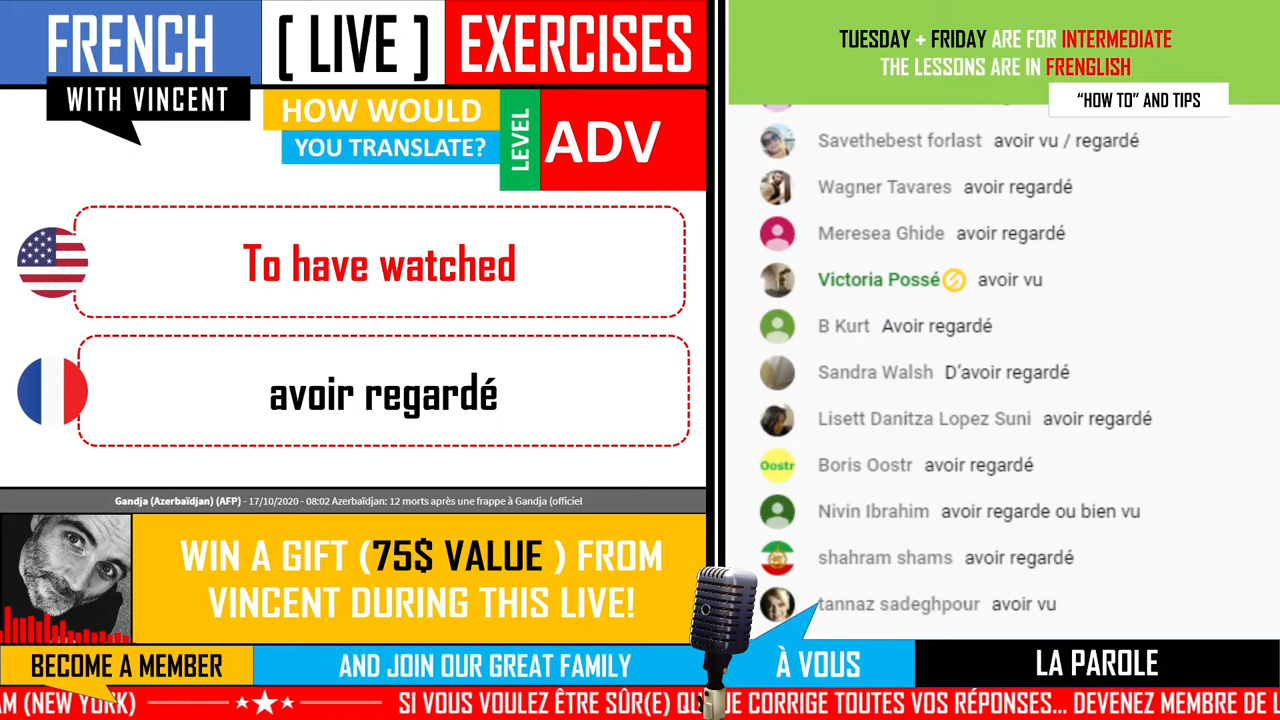 FRENCH
[ LIVE ]
EXERCISES
WITH VINCENT
HOW WOULD
YOU TRANSLATE?
LEVEL
ADV
To have watched
avoir regardé
Gandja (Azerbaïdjan) (AFP) - 17/10/2020 - 08:02 Azerbaïdjan: 12 morts après une frappe à Gandja (officiel
WIN A GIFT (75$ VALUE ) FROM
VINCENT DURING THIS LIVE!
BECOME A MEMBER
AND JOIN OUR GREAT FAMILY
TUESDAY + FRIDAY ARE FOR INTERMEDIATE
THE LESSONS ARE IN FRENGLISH
“HOW TO” AND TIPS
Savethebest forlast avoir vu / regardé
Wagner Tavares avoir regardé
Meresea Ghide avoir regardé
Victoria Possé avoir vu
B Kurt Avoir regardé
Sandra Walsh D’avoir regardé
Lisett Danitza Lopez Suni avoir regardé
Oostr Boris Oostr avoir regardé
Nivin Ibrahim avoir regarde ou bien vu
shahram shams avoir regardé
tannaz sadeghpour avoir vu
À VOUS
LA PAROLE
AM (NEW YORK) SI VOUS VOULEZ ÊTRE SÛR(E) JE CORRIGE TOUTES VOS RÉPONSES... DEVENEZ MEMBRE DE